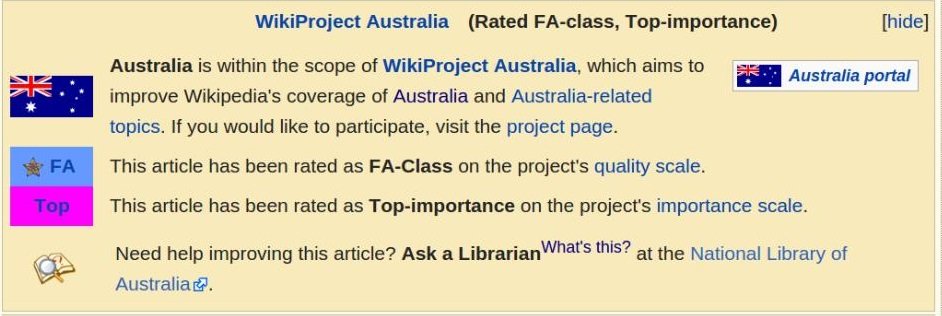 WikiProject Australia (Rated FA-class, Top-importance) [hide]
Australia is within the scope of WikiProject Australia, which aims to
improve Wikipedia's coverage of Australia and Australia-related
topics. If you would like to participate, visit the project page.
Australia portal
FA This article has been rated as FA-Class on the project's quality scale.
Top This article has been rated as Top-importance on the project's importance scale.
Need help improving this article? Ask a Librarian What's this? at the National Library of
Australia.